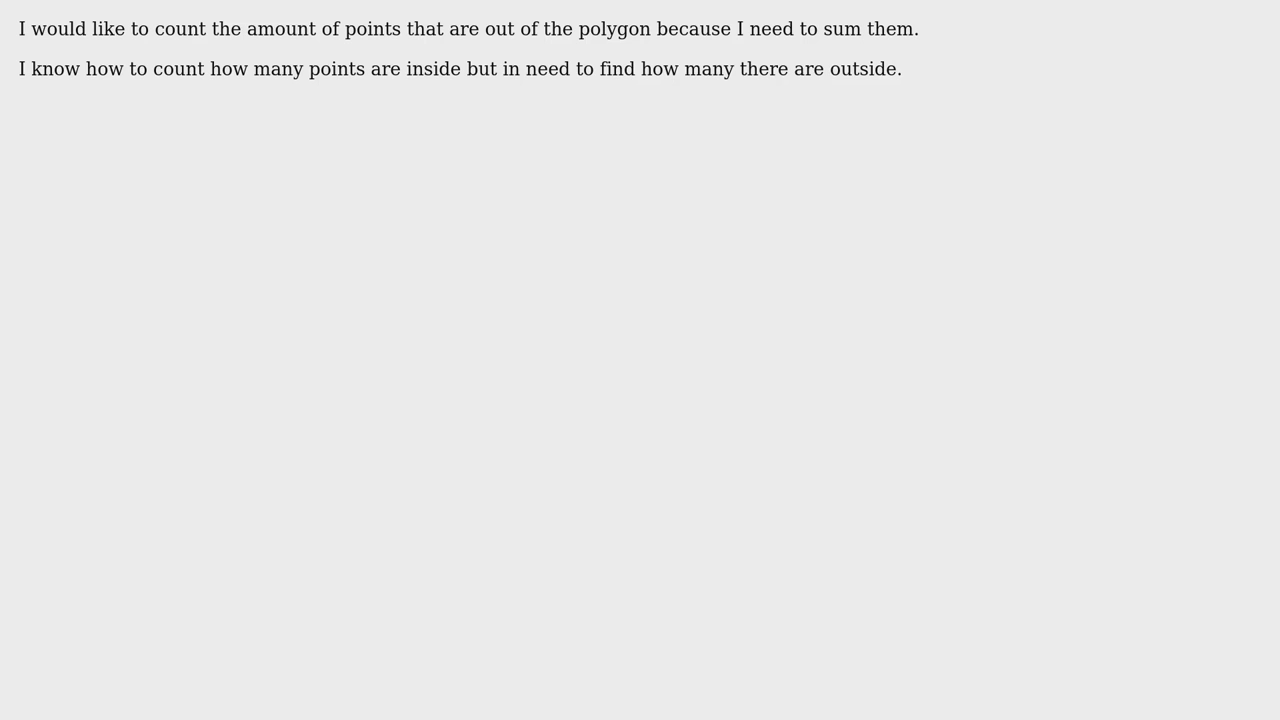 I would like to count the amount of points that are out of the polygon because I need to sum them.
I know how to count how many points are inside but in need to find how many there are outside.